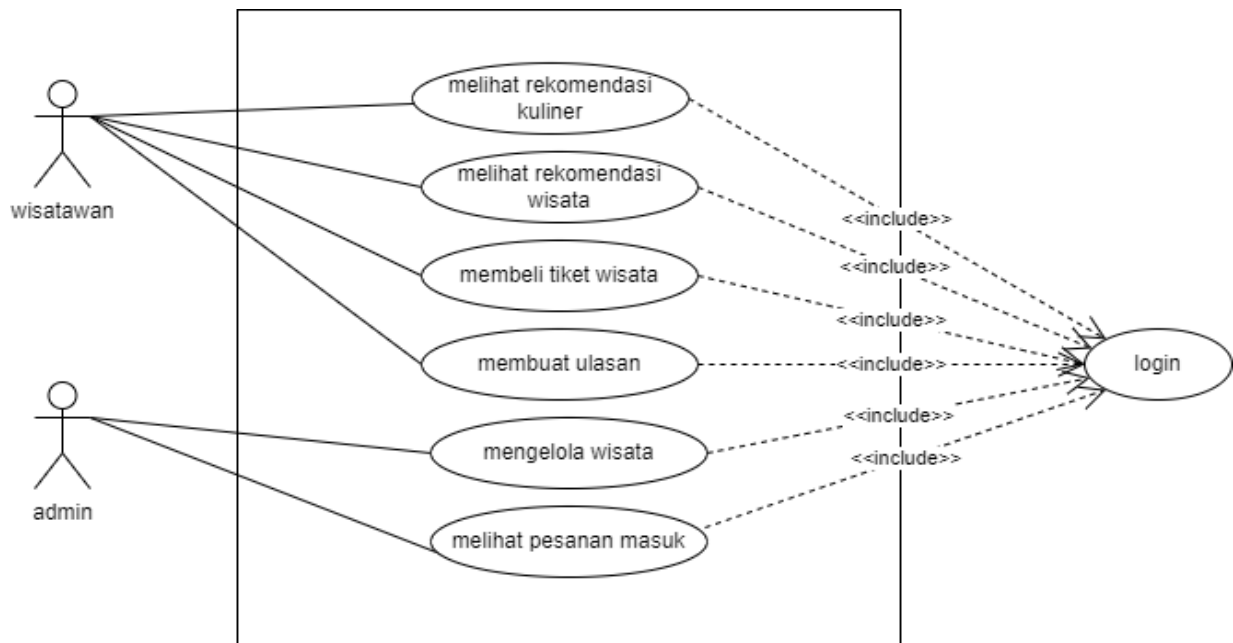 melihat rekomendasi
kuliner
wisatawan
melihat rekomendasi
wisata
<<include>>
<<include>>
membeli tiket wisata
<<include>>
membuat ulasan
<<include>>
login
<<include>>
mengelola wisata
<<include>>
admin
melihat pesanan masuk